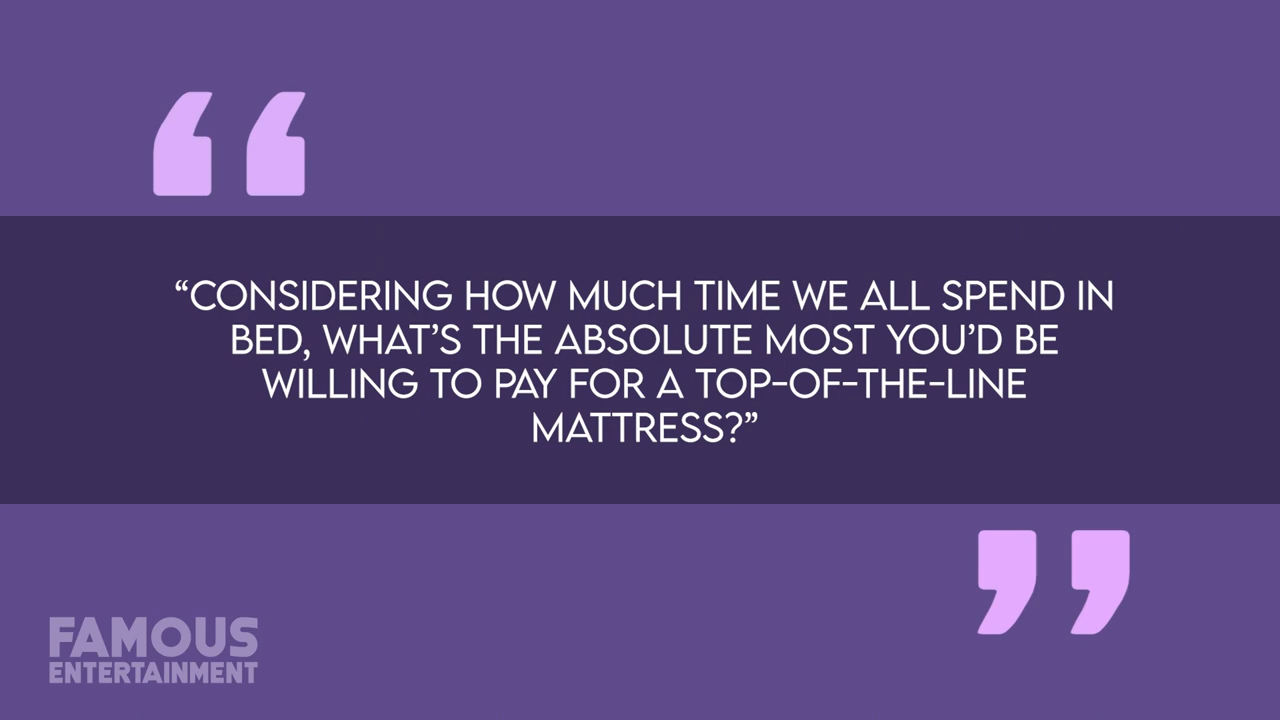 “CONSIDERING HOW MUCH TIME WE ALL SPEND IN
BED, WHAT’S THE ABSOLUTE MOST YOU’D BE
WILLING TO PAY FOR A TOP-OF-THE-LINE
MATTRESS?”
FAMOUS
ENTERTAINMENT